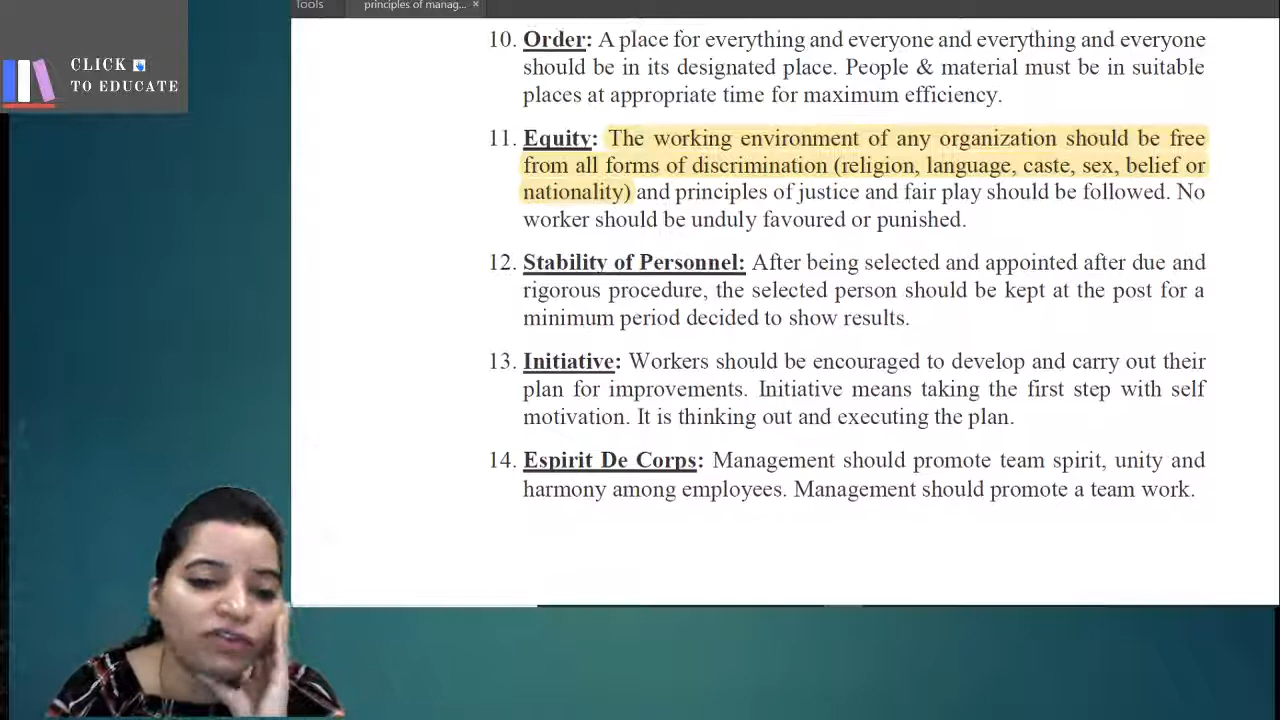 Tools
principles of manag... ×
CLICK
TO EDUCATE
10. Order: A place for everything and everyone and everything and everyone
should be in its designated place. People & material must be in suitable
places at appropriate time for maximum efficiency.
11. Equity: The working environment of any organization should be free
from all forms of discrimination (religion, language, caste, sex, belief or
nationality) and principles of justice and fair play should be followed. No
worker should be unduly favoured or punished.
12. Stability of Personnel: After being selected and appointed after due and
rigorous procedure, the selected person should be kept at the post for a
minimum period decided to show results.
13. Initiative: Workers should be encouraged to develop and carry out their
plan for improvements. Initiative means taking the first step with self
motivation. It is thinking out and executing the plan.
14. Espirit De Corps: Management should promote team spirit, unity and
harmony among employees. Management should promote a team work.